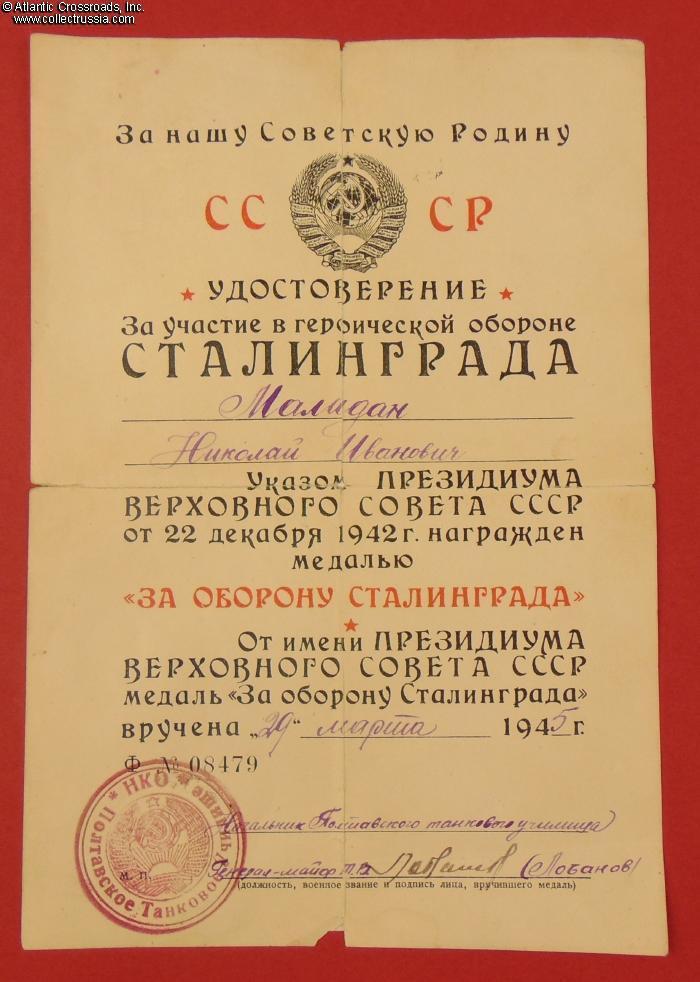 © Atlantic Crossroads, Inc.
www.collectrussia.com
За нашу Советскую Родину
СС СР
УДОСТОВЕРЕНИЕ
За участие в героической обороне
СТАЛИНГРАДА
Малидан
Николай Иванович
Указом ПРЕЗИДИУМА
ВЕРХОВНОГО СОВЕТА СССР
от 22 декабря 1942 г. награжден
медалью
«ЗА ОБОРОНУ СТАЛИНГРАДА»
От имени ПРЕЗИДИУМА
ВЕРХОВНОГО СОВЕТА СССР
медаль «За оборону Сталинграда»
вручена „29" марта 1945 г.
Ф № 08479
НКО * Полтавское Танковое Училище *
Начальник Полтавского танкового училища
м. п. Генерал-майор т/в (Лобанов)
(должность, военное звание и подпись лица, вручившего медаль)